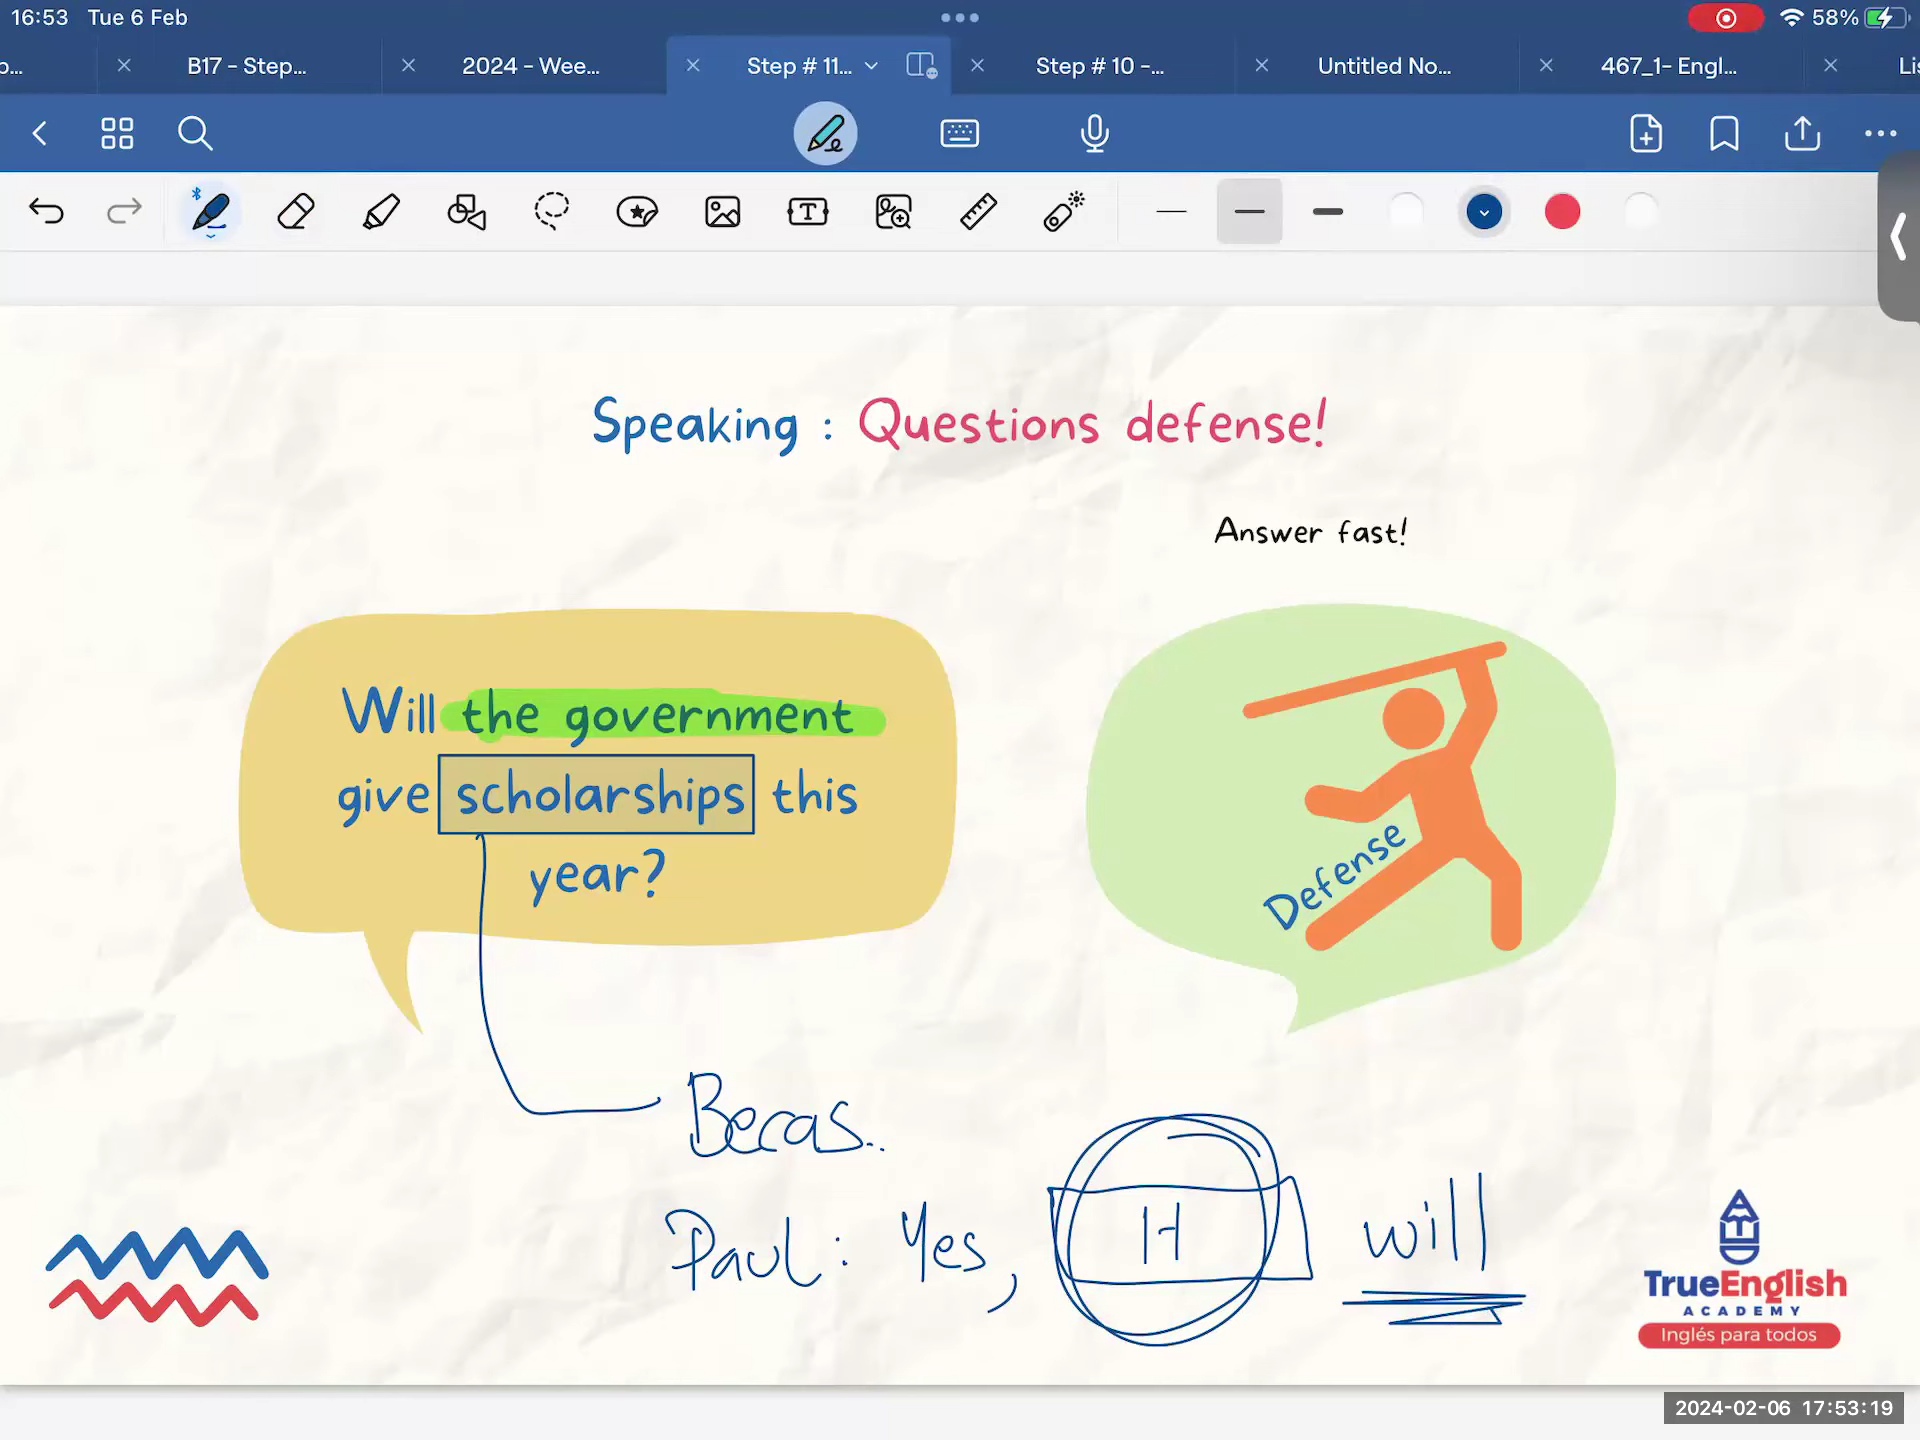 16:53 Tue 6 Feb
58%
o... B17 - Step... 2024 - Wee... Step # 11... Step # 10 -... Untitled No... 467_1- Engl... Lis
Speaking : Questions defense!
Answer fast!
Will the government
give scholarships this
year?
Defense
Becas..
Paul: Yes, will
TrueEnglish
ACADEMY
Inglés para todos
2024-02-06 17:53:19